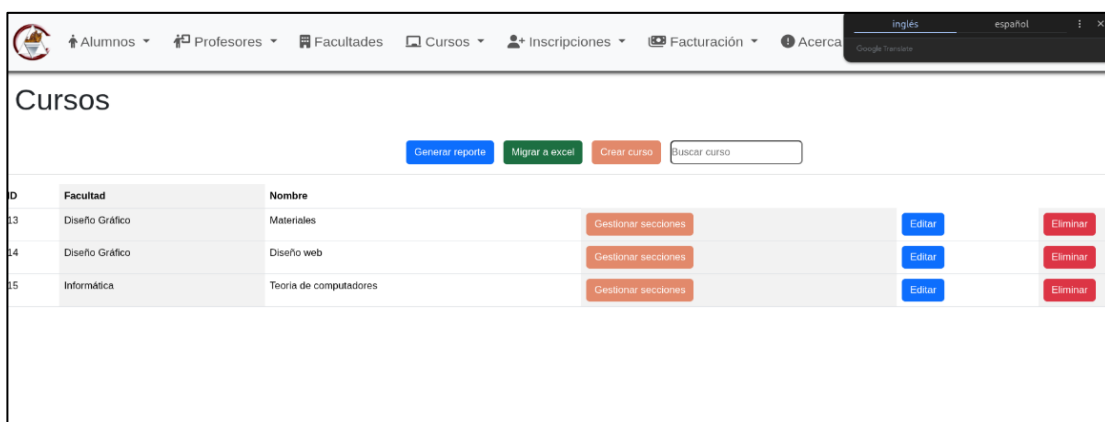 Alumnos Profesores Facultades Cursos Inscripciones Facturación Acerca
inglés español
Google Translate
Cursos
Generar reporte Migrar a excel Crear curso Buscar curso
ID Facultad Nombre
13 Diseño Gráfico Materiales Gestionar secciones Editar Eliminar
14 Diseño Gráfico Diseño web Gestionar secciones Editar Eliminar
15 Informática Teoria de computadores Gestionar secciones Editar Eliminar